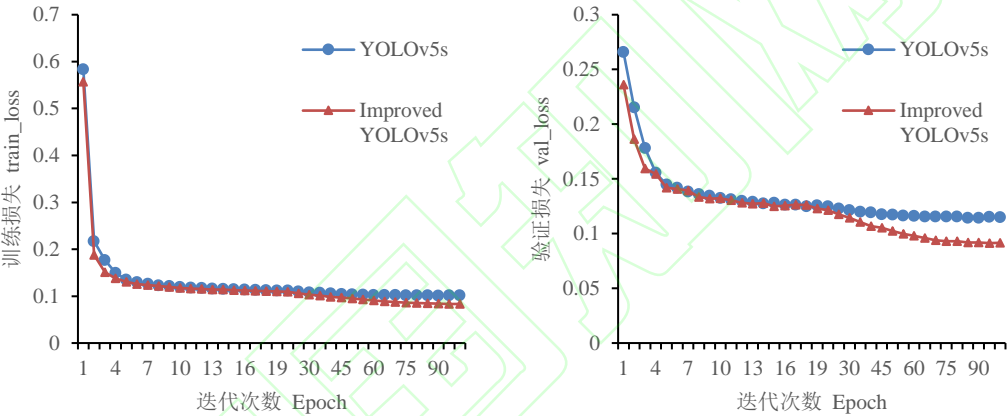 0.7
0.6
0.5
0.4
0.3
0.2
0.1
0
训练损失 train_loss
YOLOv5s
Improved
YOLOv5s
1 4 7 10 13 16 19 30 45 60 75 90
迭代次数 Epoch
0.3
0.25
0.2
0.15
0.1
0.05
0
验证损失 val_loss
YOLOv5s
Improved
YOLOv5s
1 4 7 10 13 16 19 30 45 60 75 90
迭代次数 Epoch